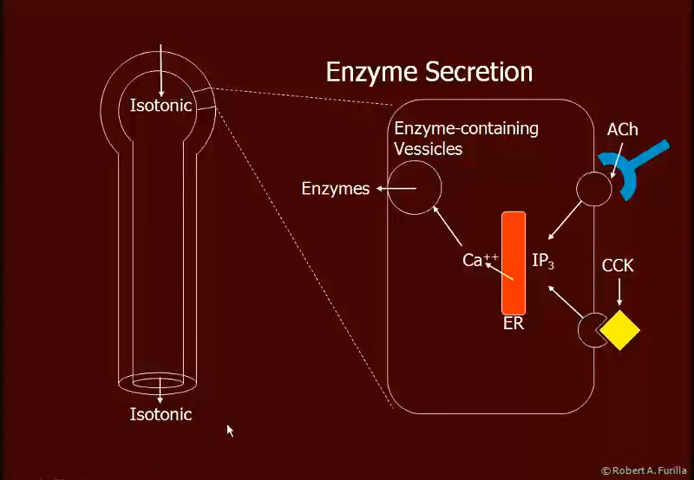 Enzyme Secretion
Isotonic
Enzyme-containing
Vessicles
ACh
Enzymes
Ca++
IP3
CCK
ER
Isotonic
©Robert A. Furilla